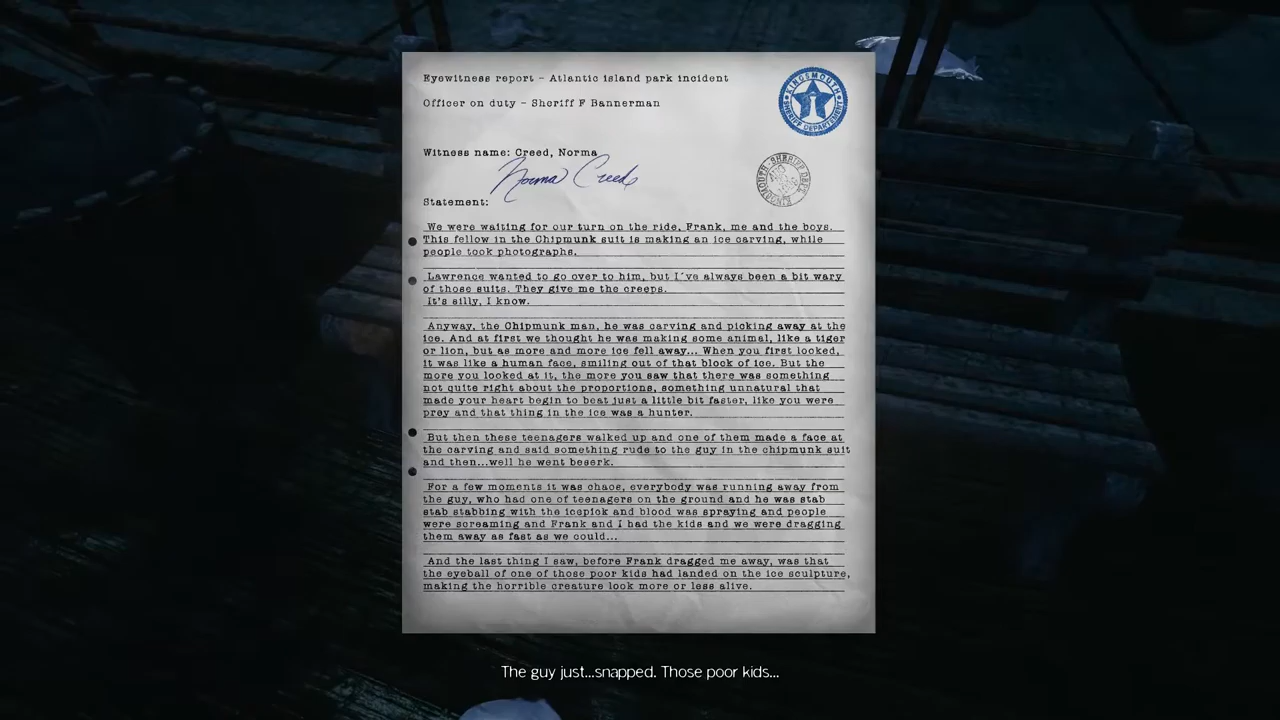 Eyewitness report - Atlantic island park incident
Officer on duty - Sheriff F Bannerman
KINGSMOUTH
SHERIFF DEPARTEMENT
Witness name: Creed, Norma
Norma Creed
Statement:
We were waiting for our turn on the ride, Frank, me and the boys.
This fellow in the Chipmunk suit is making an ice carving, while
people took photographs.
Lawrence wanted to go over to him, but I´ve always been a bit wary
of those suits. They give me the creeps.
It's silly, I know.
Anyway, the Chipmunk man, he was carving and picking away at the
ice. And at first we thought he was making some animal, like a tiger
or lion, but as more and more ice fell away... When you first looked,
it was like a human face, smiling out of that block of ice. But the
more you looked at it, the more you saw that there was something
not quite right about the proportions, something unnatural that
made your heart begin to beat just a little bit faster, like you were
prey and that thing in the ice was a hunter.
But then these teenagers walked up and one of them made a face at
the carving and said something rude to the guy in the chipmunk suit
and then...well he went beserk.
For a few moments it was chaos, everybody was running away from
the guy, who had one of teenagers on the ground and he was stab
stab stabbing with the icepick and blood was spraying and people
were screaming and Frank and I had the kids and we were dragging
them away as fast as we could...
And the last thing I saw, before Frank dragged me away, was that
the eyeball of one of those poor kids had landed on the ice sculpture,
making the horrible creature look more or less alive.
The guy just...snapped. Those poor kids...